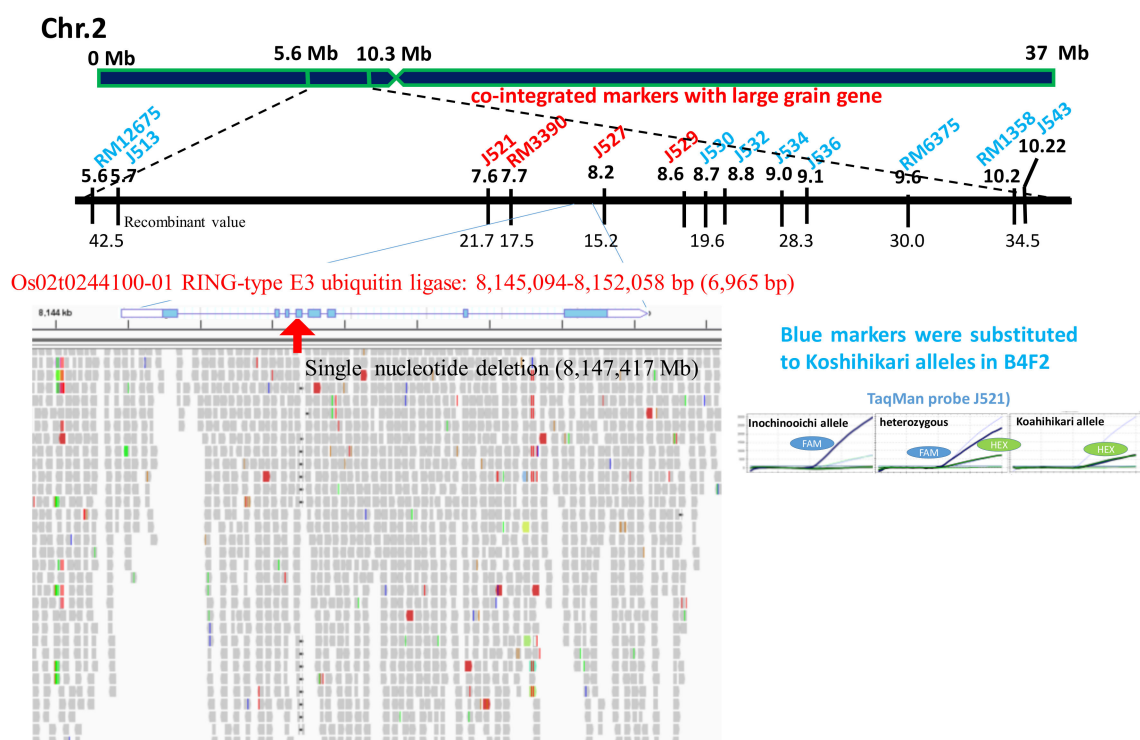 Chr.2
0 Mb
5.6 Mb
10.3 Mb
37 Mb
co-integrated markers with large grain gene
RM12675
J513
J521
RM3390
J527
J529
J530
J532
J534
J536
RM6375
RM1358
J543
5.6 5.7 7.6 7.7 8.2 8.6 8.7 8.8 9.0 9.1 9.6 10.2 10.22
Recombinant value
42.5 21.7 17.5 15.2 19.6 28.3 30.0 34.5
Os02t0244100-01 RING-type E3 ubiquitin ligase: 8,145,094-8,152,058 bp (6,965 bp)
8,144 kb
Single nucleotide deletion (8,147,417 Mb)
Blue markers were substituted
to Koshihikari alleles in B4F2
TaqMan probe J521)
Inochinooichi allele
heterozygous
Koahihikari allele
FAM
FAM
HEX
HEX